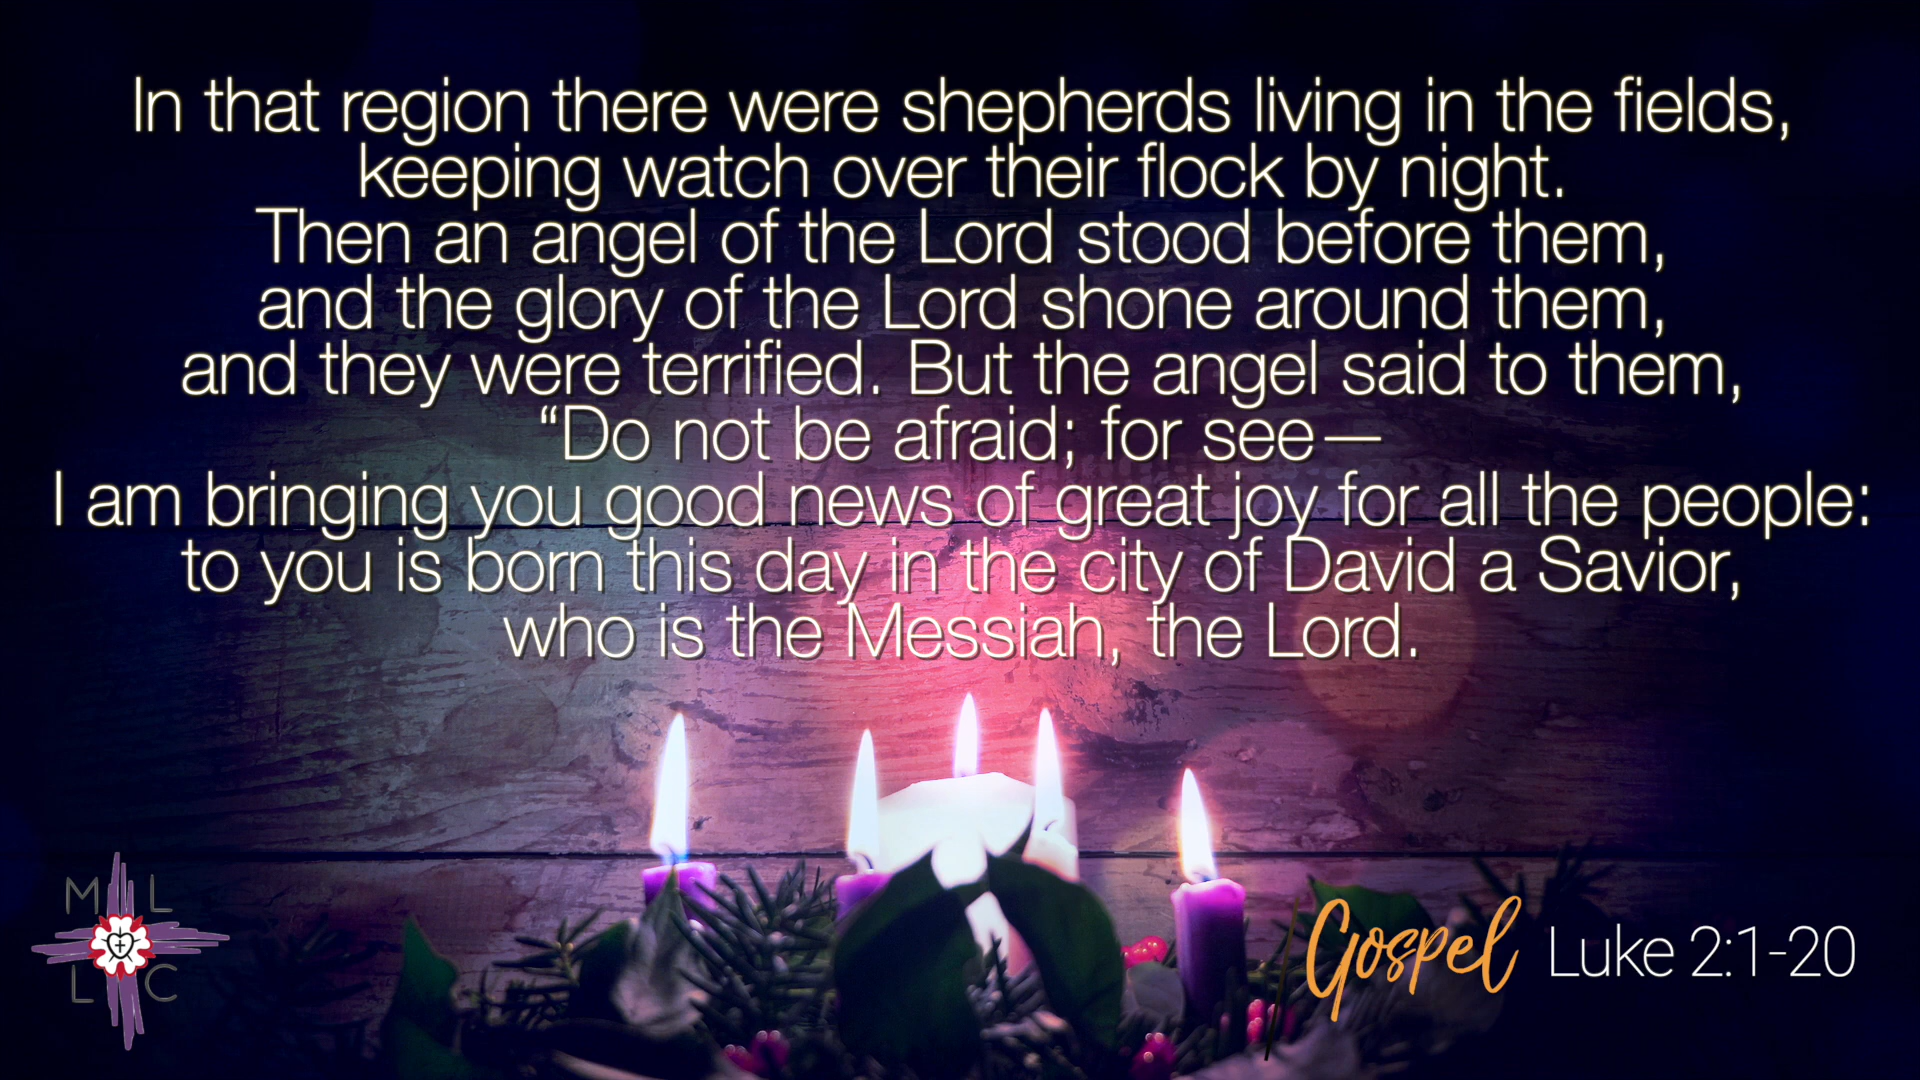 In that region there were shepherds living in the fields,
keeping watch over their flock by night.
Then an angel of the Lord stood before them,
and the glory of the Lord shone around them,
and they were terrified. But the angel said to them,
“Do not be afraid; for see—
I am bringing you good news of great joy for all the people:
to you is born this day in the city of David a Savior,
who is the Messiah, the Lord.
M L
L C
Gospel Luke 2:1-20